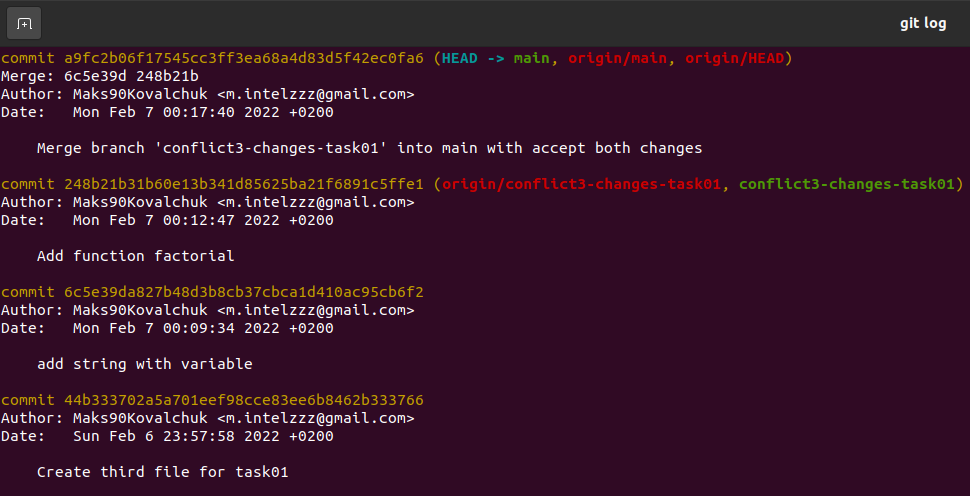 git log
commit a9fc2b06f17545cc3ff3ea68a4d83d5f42ec0fa6 (HEAD -> main, origin/main, origin/HEAD)
Merge: 6c5e39d 248b21b
Author: Maks90Kovalchuk <m.intelzzz@gmail.com>
Date:   Mon Feb 7 00:17:40 2022 +0200
    Merge branch 'conflict3-changes-task01' into main with accept both changes
commit 248b21b31b60e13b341d85625ba21f6891c5ffe1 (origin/conflict3-changes-task01, conflict3-changes-task01)
Author: Maks90Kovalchuk <m.intelzzz@gmail.com>
Date:   Mon Feb 7 00:12:47 2022 +0200
    Add function factorial
commit 6c5e39da827b48d3b8cb37cbca1d410ac95cb6f2
Author: Maks90Kovalchuk <m.intelzzz@gmail.com>
Date:   Mon Feb 7 00:09:34 2022 +0200
    add string with variable
commit 44b333702a5a701eef98cce83ee6b8462b333766
Author: Maks90Kovalchuk <m.intelzzz@gmail.com>
Date:   Sun Feb 6 23:57:58 2022 +0200
    Create third file for task01